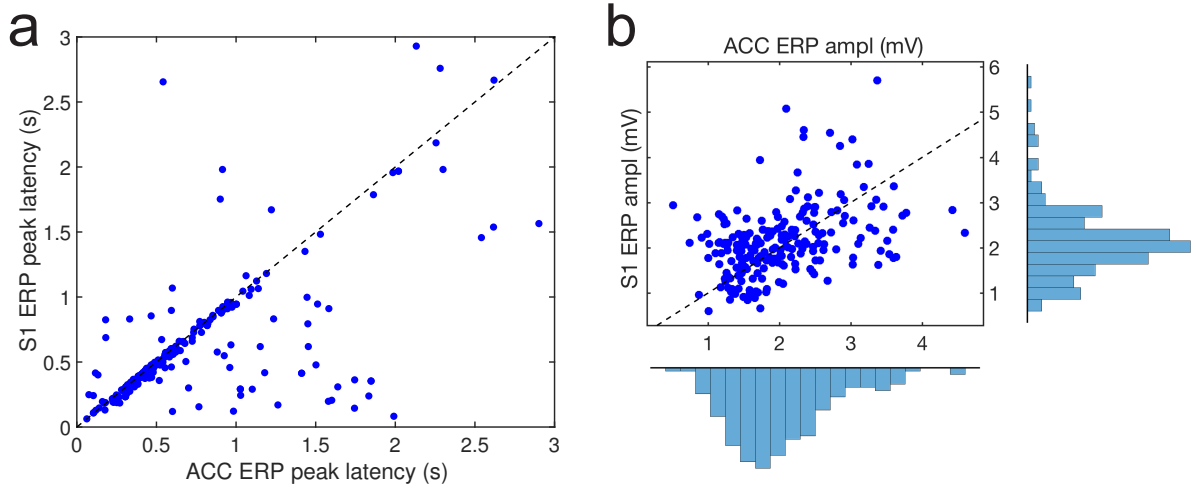 a
3
2.5
2
1.5
1
0.5
0
S1 ERP peak latency (s)
0 0.5 1 1.5 2 2.5 3
ACC ERP peak latency (s)
b
ACC ERP ampl (mV)
S1 ERP ampl (mV)
6
5
4
3
2
1
1 2 3 4